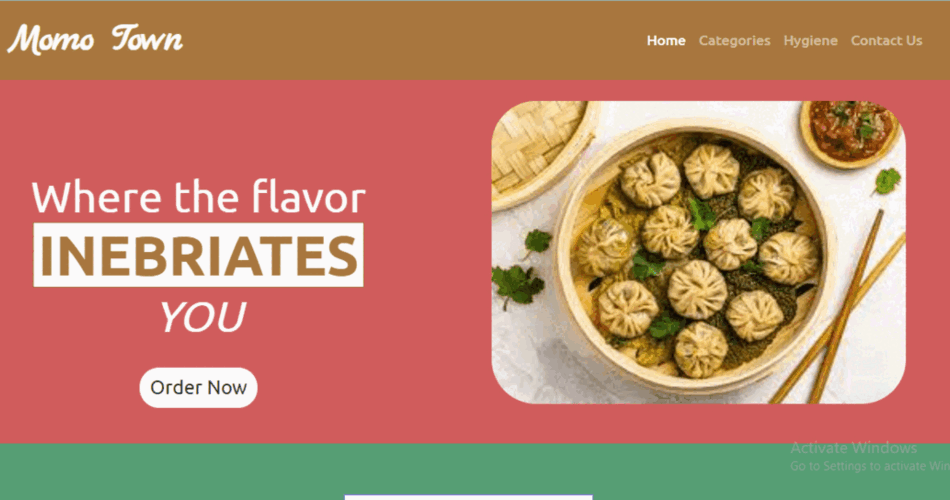 Momo Town
Home Categories Hygiene Contact Us
Where the flavor
INEBRIATES
YOU
Order Now
Activate Windows
Go to Settings to activate Win